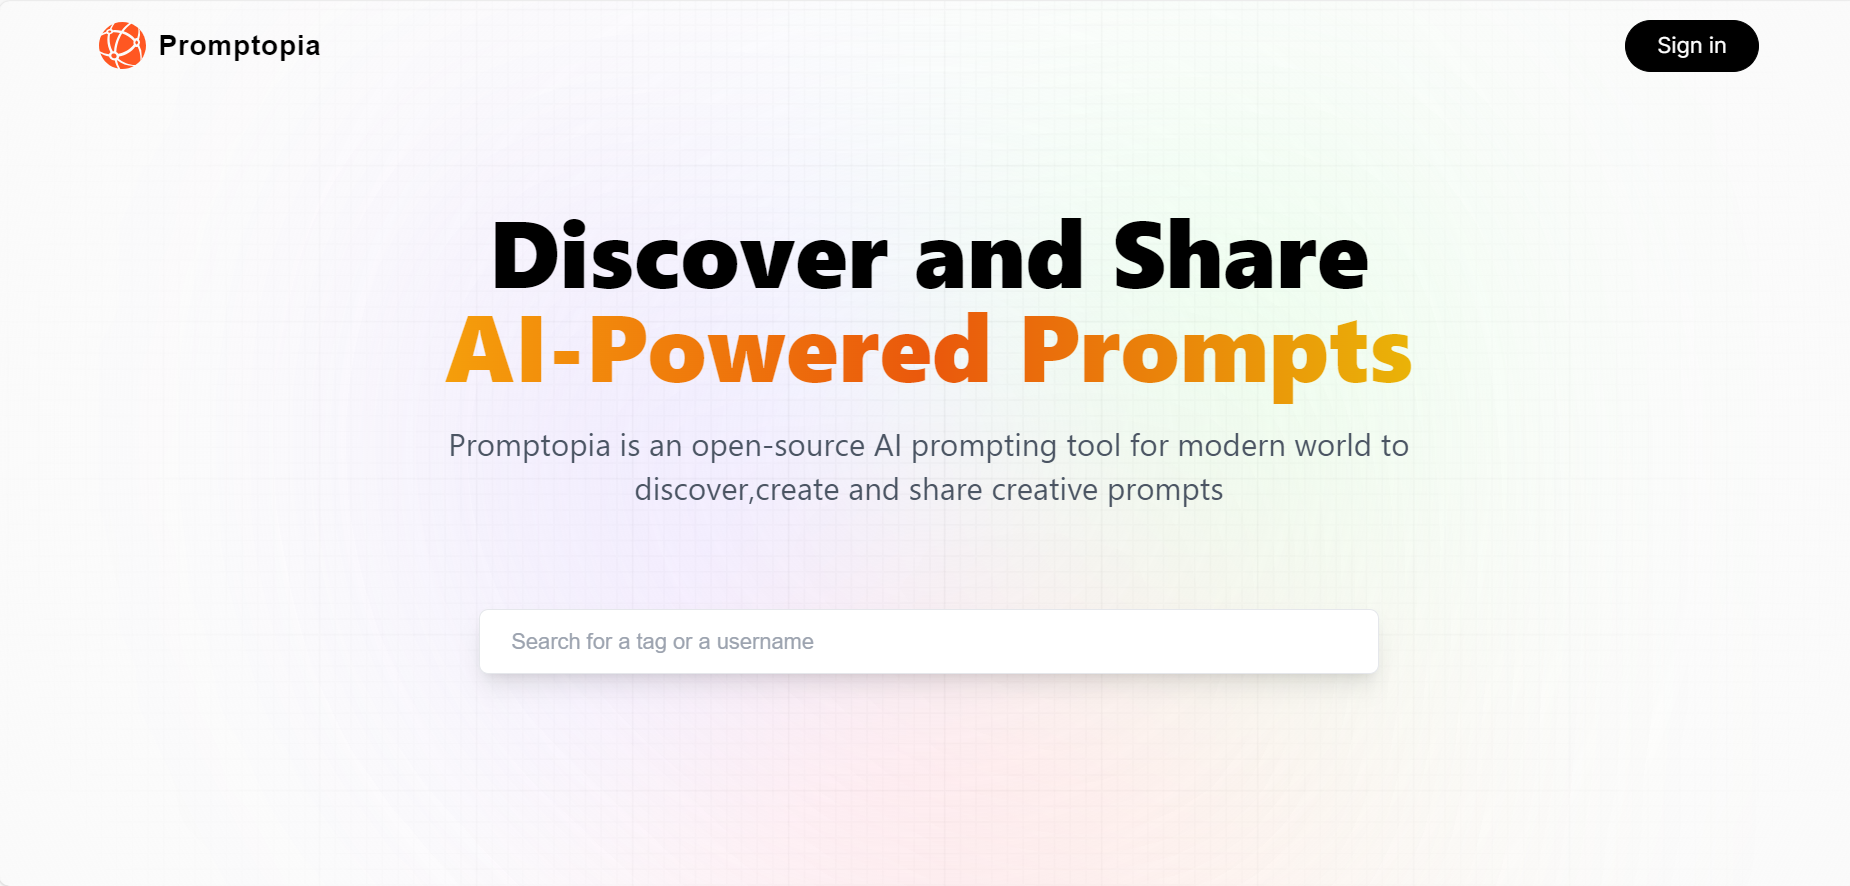 Promptopia
Sign in
Discover and Share
AI-Powered Prompts
Promptopia is an open-source AI prompting tool for modern world to
discover,create and share creative prompts
Search for a tag or a username